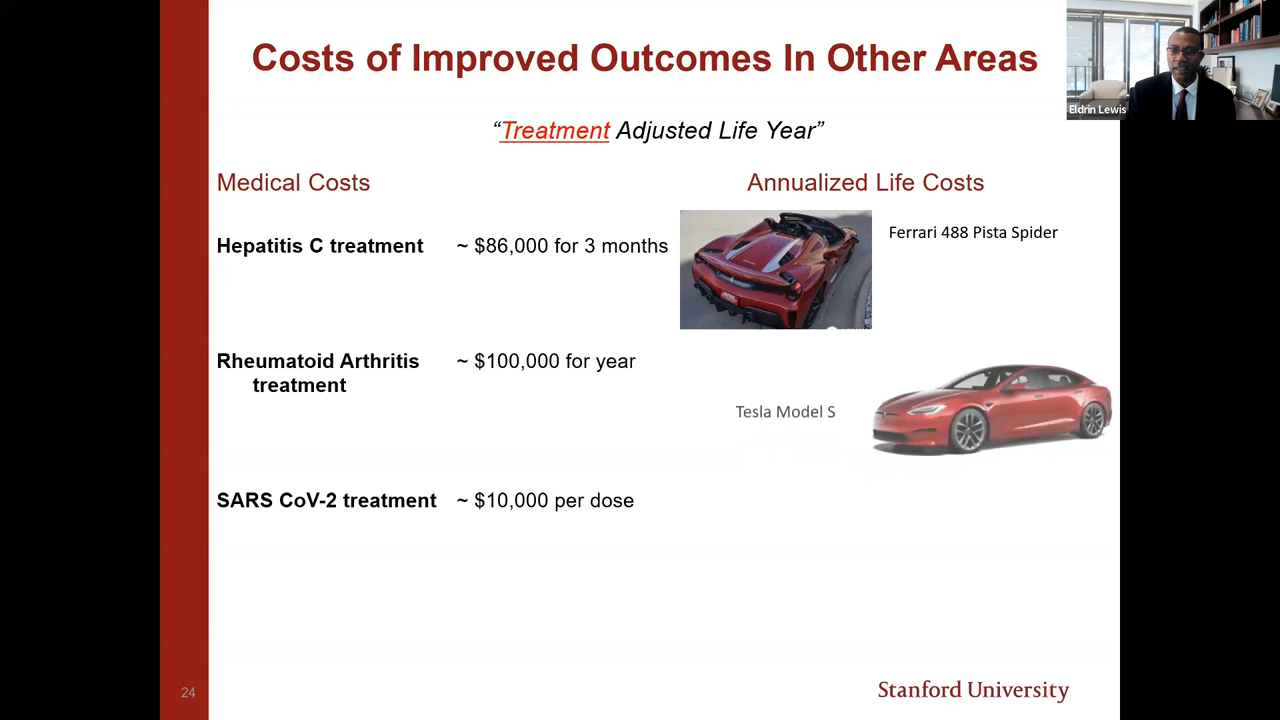 Costs of Improved Outcomes In Other Areas
Eldrin Lewis
“Treatment Adjusted Life Year”
Medical Costs
Annualized Life Costs
Hepatitis C treatment ~ $86,000 for 3 months
Ferrari 488 Pista Spider
Rheumatoid Arthritis ~ $100,000 for year
treatment
Tesla Model S
SARS CoV-2 treatment ~ $10,000 per dose
24
Stanford University